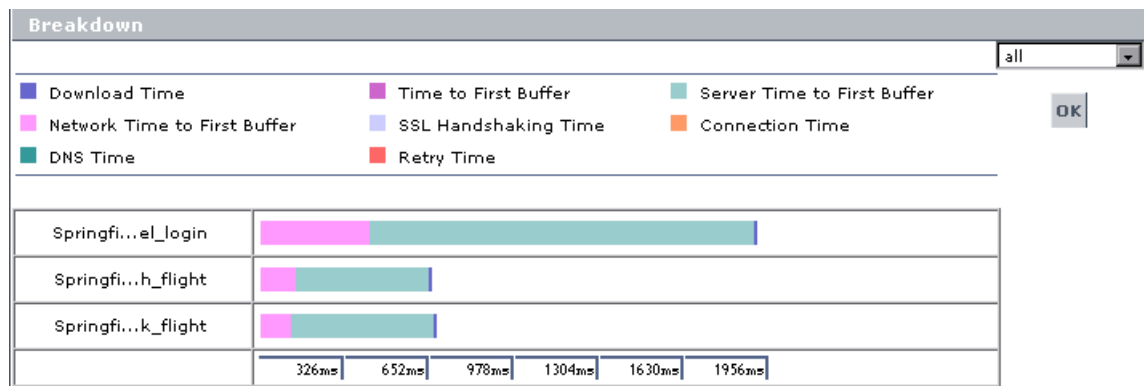 Breakdown
all
Download Time Time to First Buffer Server Time to First Buffer
OK
Network Time to First Buffer SSL Handshaking Time Connection Time
DNS Time Retry Time
Springfi...el_login
Springfi...h_flight
Springfi...k_flight
326ms 652ms 978ms 1304ms 1630ms 1956ms